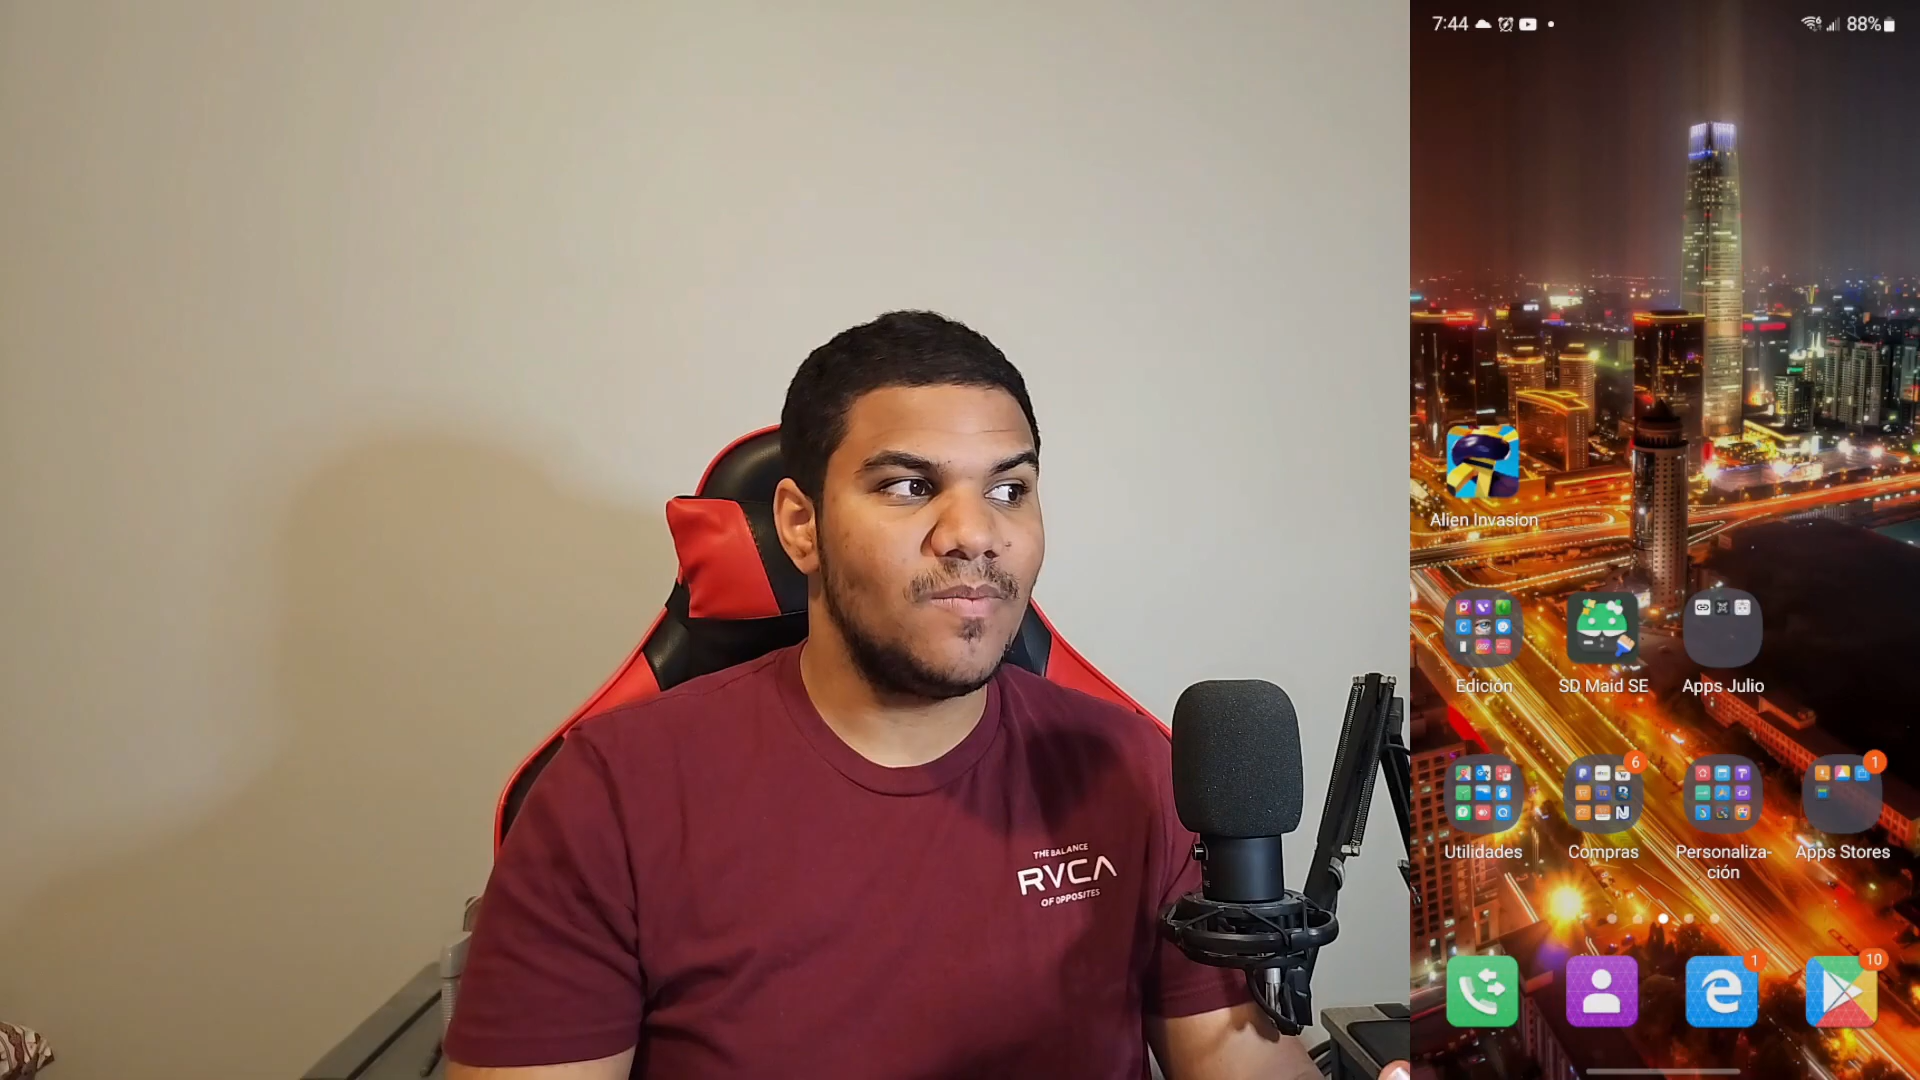 7:44
88%
Alien Invasion
Edición
SD Maid SE
Apps Julio
6
1
Utilidades
Compras
Personaliza-
ción
Apps Stores
THE BALANCE
RVCA
OF OPPOSITES
1
10